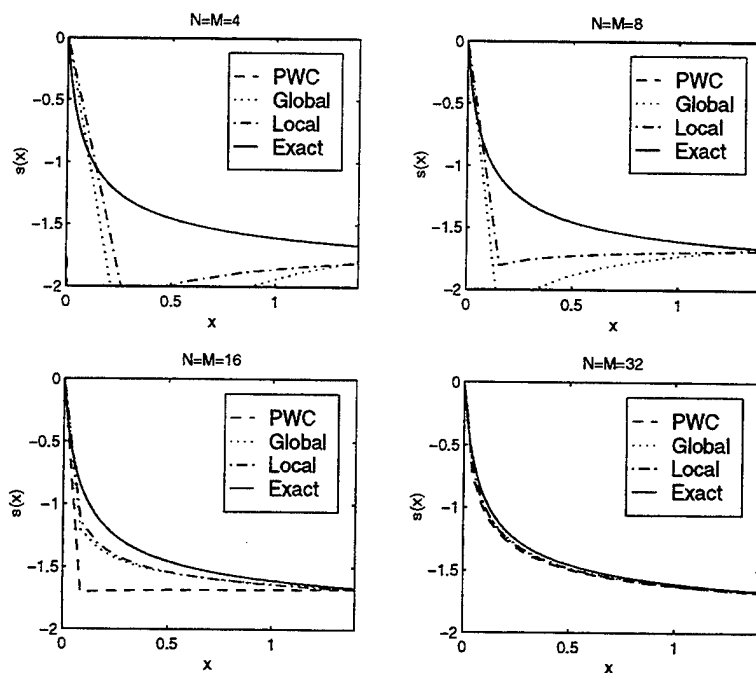 N=M=4
0
-0.5
-1
-1.5
-2
s(x)
0
0.5
1
x
PWC
Global
Local
Exact
N=M=8
0
-0.5
-1
-1.5
-2
s(x)
0
0.5
1
x
PWC
Global
Local
Exact
N=M=16
0
-0.5
-1
-1.5
-2
s(x)
0
0.5
1
x
PWC
Global
Local
Exact
N=M=32
0
-0.5
-1
-1.5
-2
s(x)
0
0.5
1
x
PWC
Global
Local
Exact